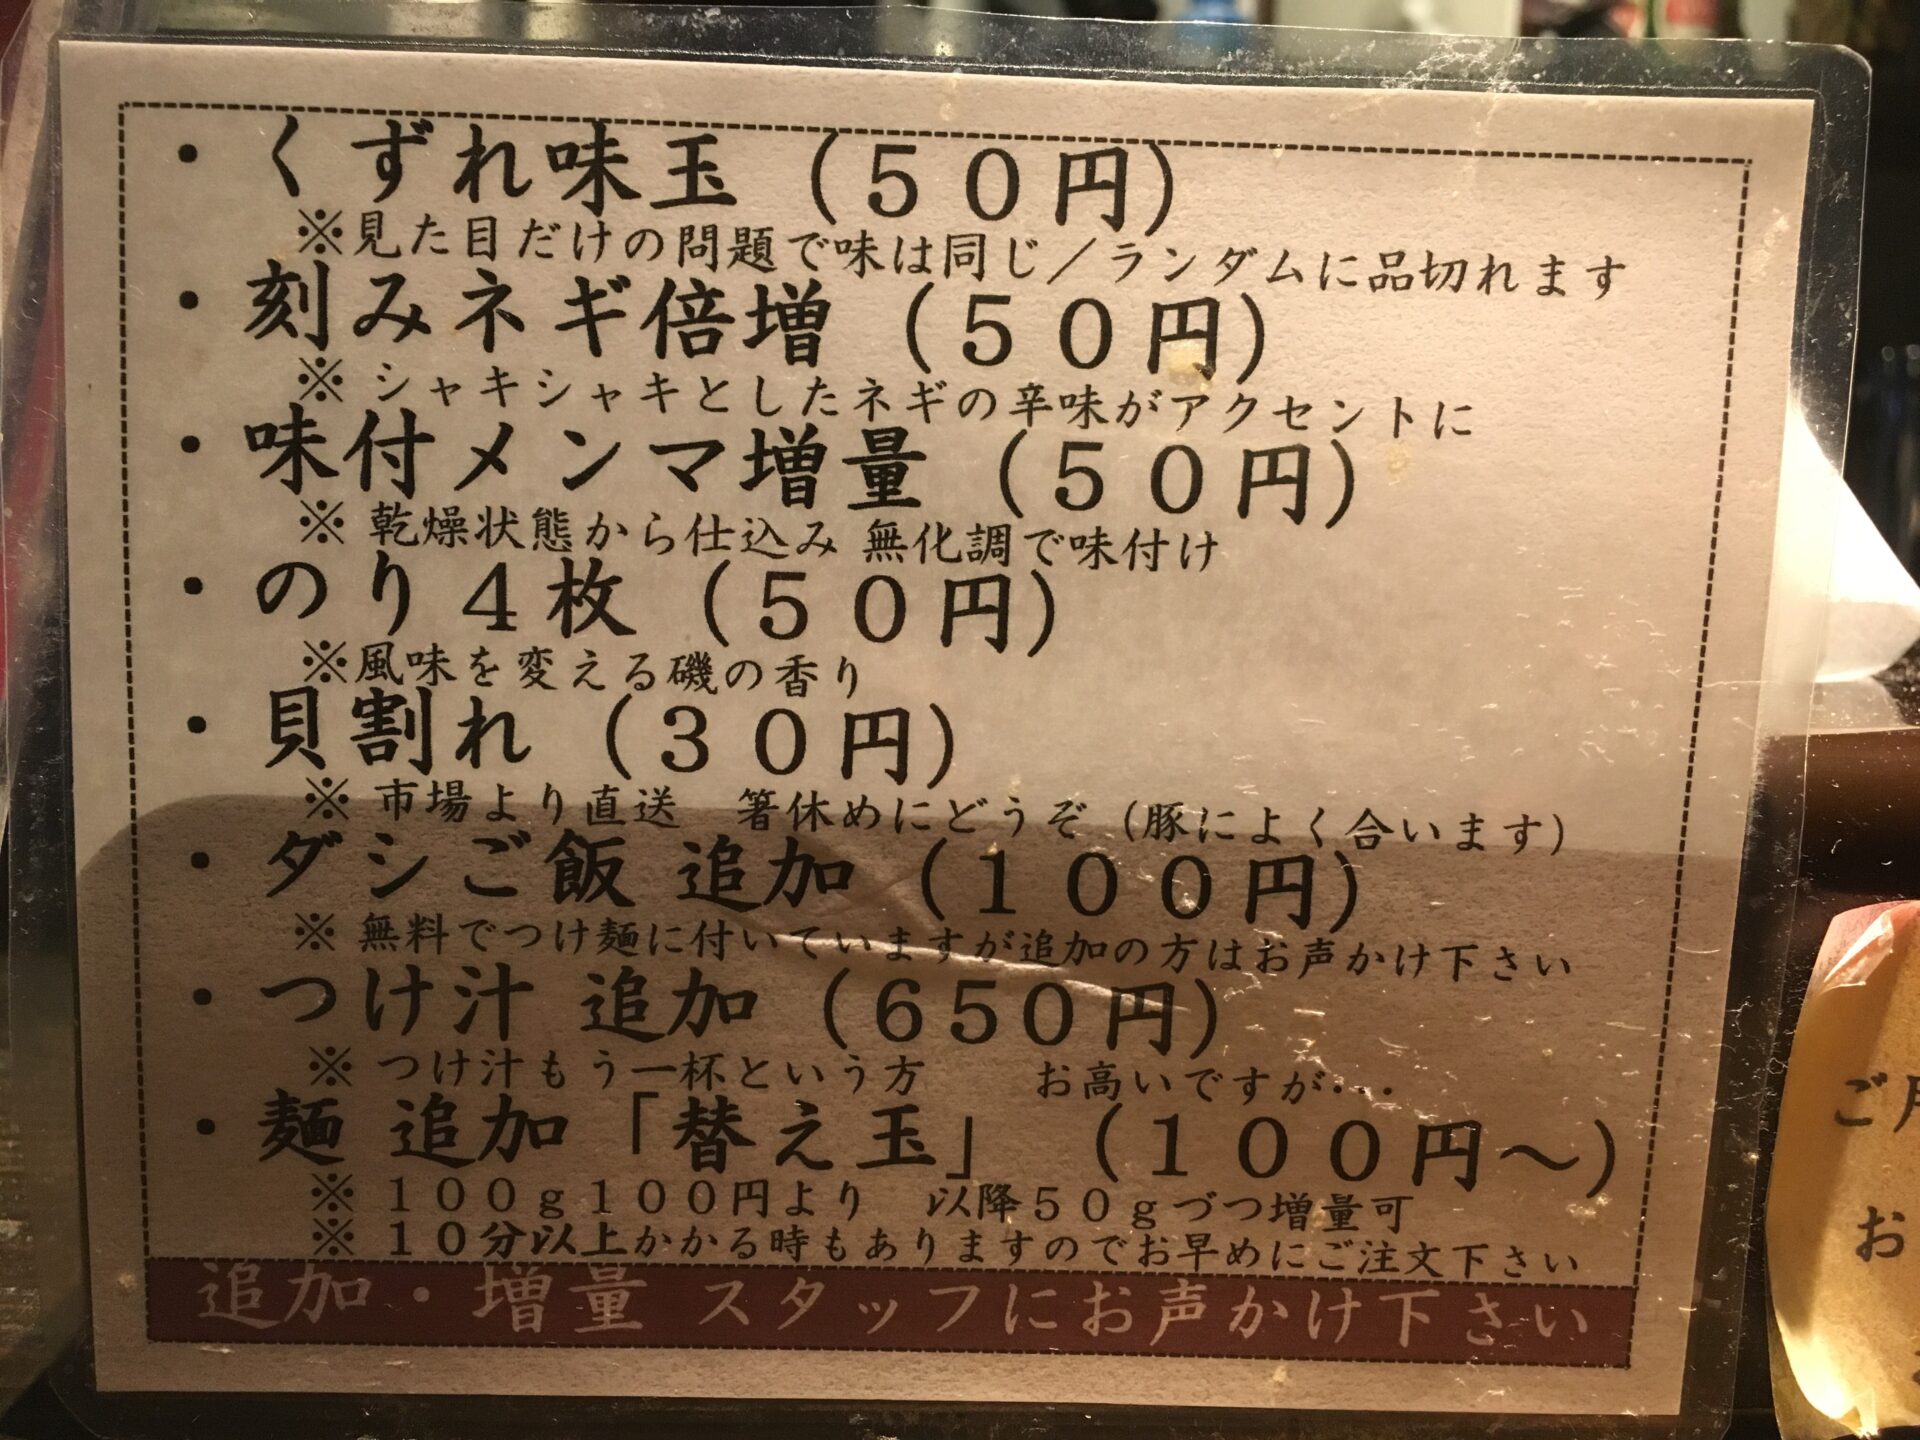 ・くずれ味玉（５０円）
※見た目だけの問題で味は同じ／ランダムに品切れます
・刻みネギ倍増（５０円）
※シャキシャキとしたネギの辛味がアクセントに
・味付メンマ増量（５０円）
※乾燥状態から仕込み 無化調で味付け
・のり４枚（５０円）
※風味を変える磯の香り
・貝割れ（３０円）
※市場より直送　箸休めにどうぞ（豚によく合います）
・ダシご飯 追加（１００円）
※無料でつけ麺に付いていますが追加の方はお声かけ下さい
・つけ汁 追加（６５０円）
※つけ汁もう一杯という方　　お高いですが・・・
・麺 追加「替え玉」（１００円〜）
※１００ｇ１００円より　以降５０ｇづつ増量可
※１０分以上かかる時もありますのでお早めにご注文下さい
追加・増量 スタッフにお声かけ下さい
ご
お